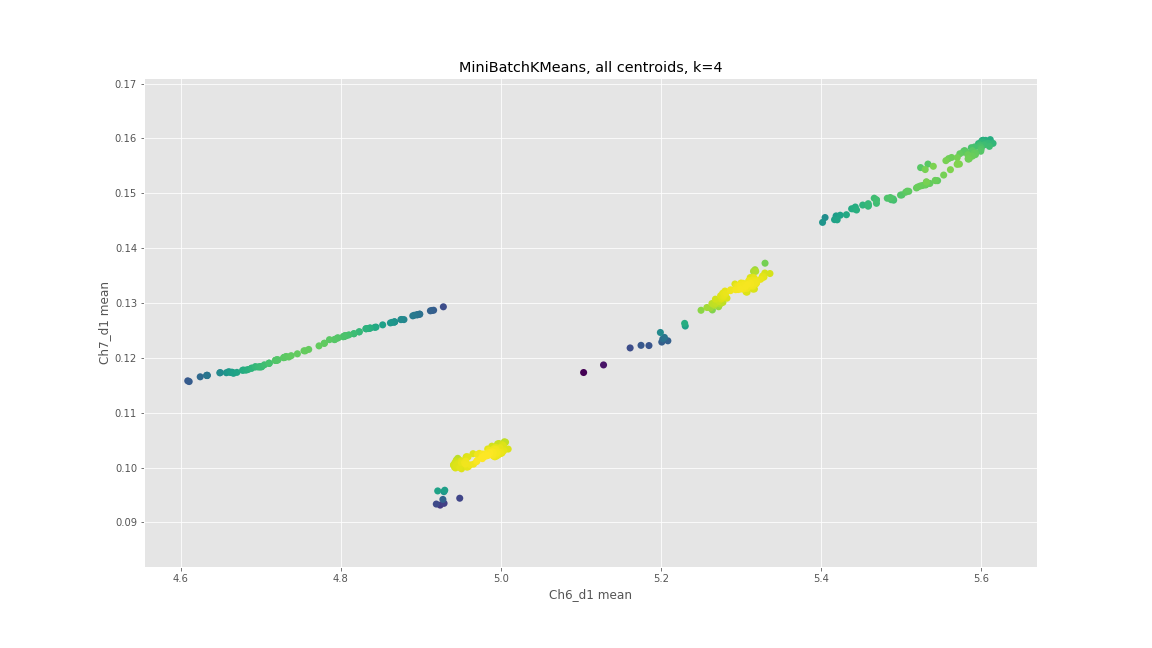 MiniBatchKMeans, all centroids, k=4
0.17
0.16
0.15
0.14
0.13
0.12
0.11
0.10
0.09
Ch7_d1 mean
4.6 4.8 5.0 5.2 5.4 5.6
Ch6_d1 mean